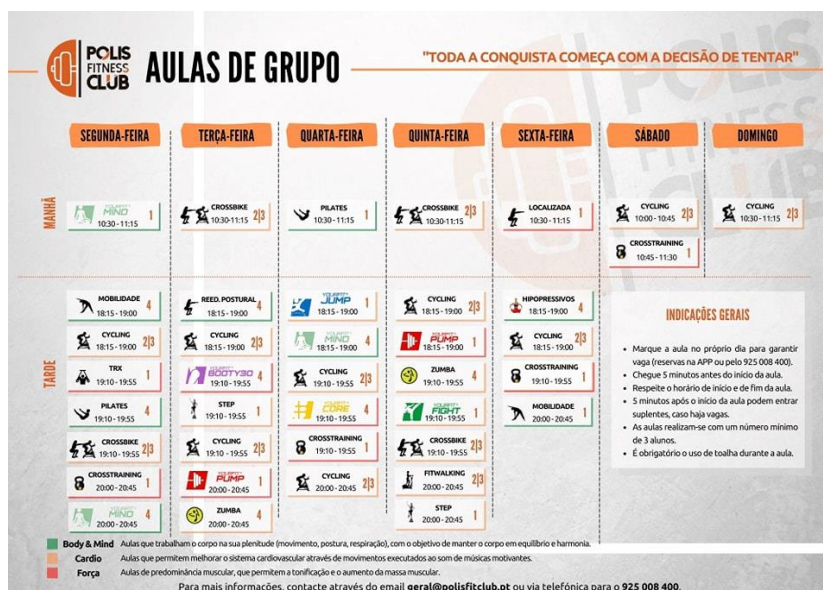 POLIS
FITNESS
CLUB
AULAS DE GRUPO
"TODA A CONQUISTA COMEÇA COM A DECISÃO DE TENTAR"
POLIS
FITNESS
CLUB
SEGUNDA-FEIRA
TERÇA-FEIRA
QUARTA-FEIRA
QUINTA-FEIRA
SEXTA-FEIRA
SÁBADO
DOMINGO
MANHÃ
MIND 1
10:30 - 11:15
CROSSBIKE 2|3
10:30-11:15
PILATES 1
10:30 - 11:15
CROSSBIKE 2|3
10:30-11:15
LOCALIZADA 1
10:30 - 11:15
CYCLING 2|3
10:00 - 10:45
CYCLING 2|3
10:30 - 11:15
CROSSTRAINING 1
10:45 - 11:30
TARDE
MOBILIDADE 4
18:15 - 19:00
CYCLING 2|3
18:15 - 19:00
TRX 1
19:10 - 19:55
PILATES 4
19:10 - 19:55
CROSSBIKE 2|3
19:10 - 19:55
CROSSTRAINING 1
20:00 - 20:45
MIND 4
20:00 - 20:45
REED. POSTURAL 4
18:15 - 19:00
CYCLING 2|3
18:15 - 19:00
BOOTY30 4
19:10 - 19:55
STEP 1
19:10 - 19:55
CYCLING 2|3
19:10 - 19:55
PUMP 1
20:00 - 20:45
ZUMBA 4
20:00 - 20:45
JUMP 1
18:15 - 19:00
MIND 4
18:15 - 19:00
CYCLING 2|3
19:10 - 19:55
CORE 4
19:10 - 19:55
CROSSTRAINING 1
19:10 - 19:55
CYCLING 2|3
20:00 - 20:45
CYCLING 2|3
18:15 - 19:00
PUMP 1
18:15 - 19:00
ZUMBA 4
19:10 - 19:55
FIGHT 1
19:10 - 19:55
CROSSBIKE 2|3
19:10 - 19:55
FITWALKING 2|3
20:00 - 20:45
STEP 1
20:00 - 20:45
HIPOPRESSIVOS 4
18:15 - 19:00
CYCLING 2|3
18:15 - 19:00
CROSSTRAINING 1
19:10 - 19:55
MOBILIDADE 1
20:00 - 20:45
INDICAÇÕES GERAIS
• Marque a aula no próprio dia para garantir
vaga (reservas na APP ou pelo 925 008 400).
• Chegue 5 minutos antes do início da aula.
• Respeite o horário de início e de fim da aula.
• 5 minutos após o início da aula podem entrar
suplentes, caso haja vagas.
• As aulas realizam-se com um número mínimo
de 3 alunos.
• É obrigatório o uso de toalha durante a aula.
Body & Mind Aulas que trabalham o corpo na sua plenitude (movimento, postura, respiração), com o objetivo de manter o corpo em equilíbrio e harmonia.
Cardio Aulas que permitem melhorar o sistema cardiovascular através de movimentos executados ao som de músicas motivantes.
Força Aulas de predominância muscular, que permitem a tonificação e o aumento da massa muscular.
Para mais informações, contacte através do email geral@polisfitclub.pt ou via telefónica para o 925 008 400.